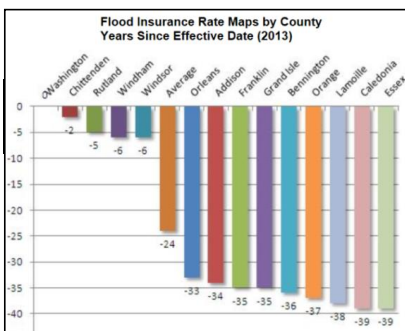 Flood Insurance Rate Maps by County
Years Since Effective Date (2013)
Washington
Chittenden
Rutland
Windham
Windsor
Average
Orleans
Addison
Franklin
Grand Isle
Bennington
Orange
Lamoille
Caledonia
Essex
0
-5
-10
-15
-20
-25
-30
-35
-40
0
-2
-5
-6
-6
-24
-33
-34
-35
-35
-36
-37
-38
-39
-39